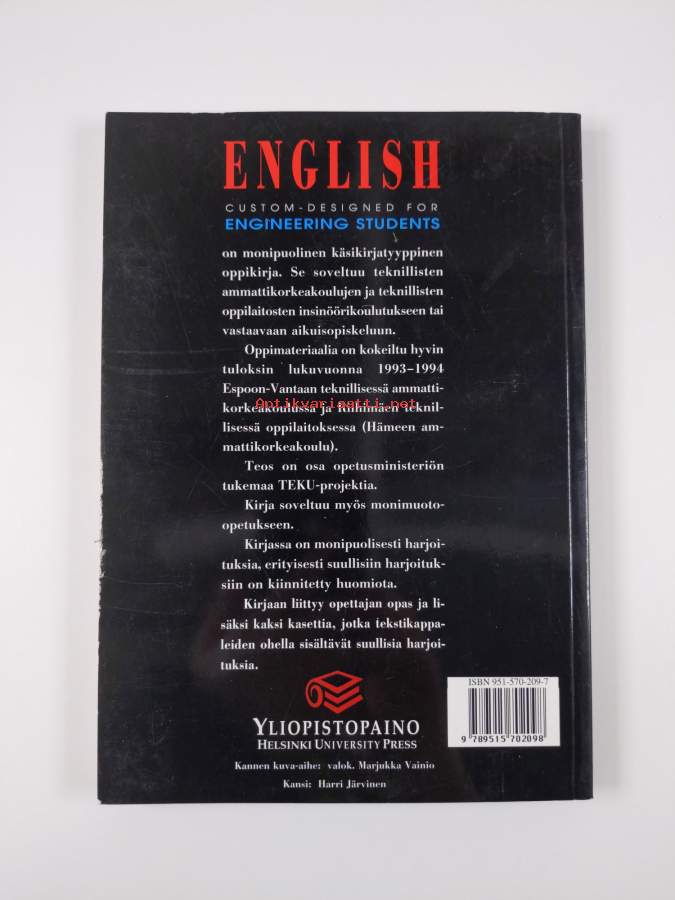 ENGLISH
CUSTOM-DESIGNED FOR
ENGINEERING STUDENTS
on monipuolinen käsikirjatyyppinen
oppikirja. Se soveltuu teknillisten
ammattikorkeakoulujen ja teknillisten
oppilaitosten insinöörikoulutukseen tai
vastaavaan aikuisopiskeluun.
Oppimateriaalia on kokeiltu hyvin
tuloksin lukuvuonna 1993–1994
Espoon-Vantaan teknillisessä ammatti-
korkeakoulussa ja Riihimäen teknil-
Antikvariaatti.net
lisessä oppilaitoksessa (Hämeen am-
mattikorkeakoulu).
Teos on osa opetusministeriön
tukemaa TEKU-projektia.
Kirja soveltuu myös monimuoto-
opetukseen.
Kirjassa on monipuolisesti harjoi-
tuksia, erityisesti suullisiin harjoituk-
siin on kiinnitetty huomiota.
Kirjaan liittyy opettajan opas ja li-
säksi kaksi kasettia, jotka tekstikappa-
leiden ohella sisältävät suullisia harjoi-
tuksia.
ISBN 951-570-209-7
9 789515 702098
YLIOPISTOPAINO
HELSINKI UNIVERSITY PRESS
Kannen kuva-aihe: valok. Marjukka Vainio
Kansi: Harri Järvinen